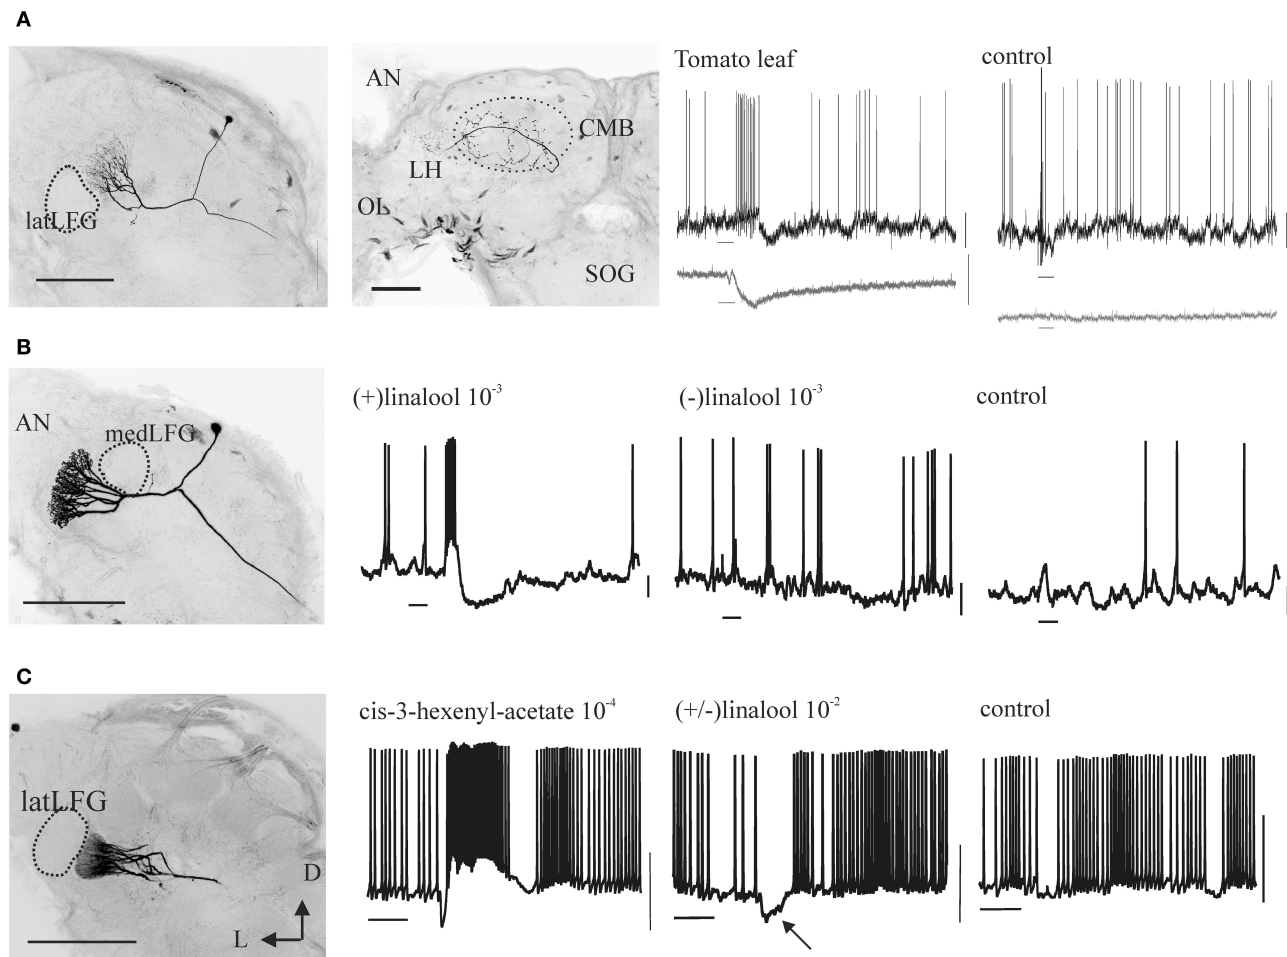 A
AN
CMB
LH
OL
SOG
latLFG
Tomato leaf
control
B
AN
medLFG
(+)linalool 10-3
(-)linalool 10-3
control
C
latLFG
D
L
cis-3-hexenyl-acetate 10-4
(+/-)linalool 10-2
control